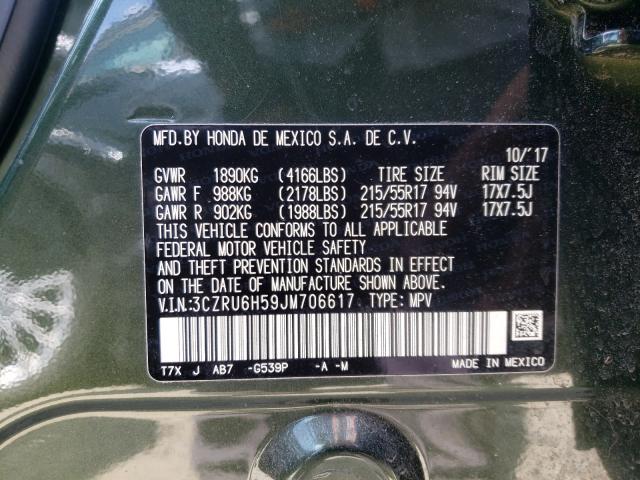 MFD.BY HONDA DE MEXICO S.A. DE C.V.
10/'17
GVWR 1890KG (4166LBS) TIRE SIZE RIM SIZE
GAWR F 988KG (2178LBS) 215/55R17 94V 17X7.5J
GAWR R 902KG (1988LBS) 215/55R17 94V 17X7.5J
THIS VEHICLE CONFORMS TO ALL APPLICABLE
FEDERAL MOTOR VEHICLE SAFETY
AND THEFT PREVENTION STANDARDS IN EFFECT
ON THE DATE OF MANUFACTURE SHOWN ABOVE.
V.I.N.:3CZRU6H59JM706617 TYPE: MPV
T7X J AB7 -G539P -A -M MADE IN MEXICO